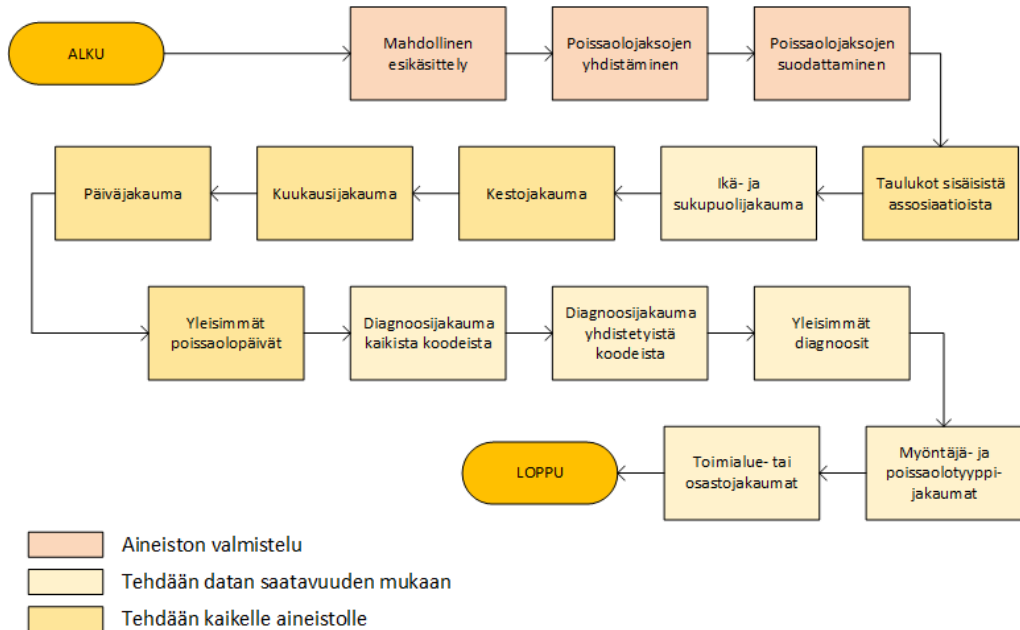 ALKU
Mahdollinen
esikäsittely
Poissaolojaksojen
yhdistäminen
Poissaolojaksojen
suodattaminen
Taulukot sisäisistä
assosiaatioista
Ikä- ja
sukupuolijakauma
Kestojakauma
Kuukausijakauma
Päiväjakauma
Yleisimmät
poissaolopäivät
Diagnoosijakauma
kaikista koodeista
Diagnoosijakauma
yhdistetyistä
koodeista
Yleisimmät
diagnoosit
Myöntäjä- ja
poissaolotyyppi-
jakaumat
Toimialue- tai
osastojakaumat
LOPPU
Aineiston valmistelu
Tehdään datan saatavuuden mukaan
Tehdään kaikelle aineistolle